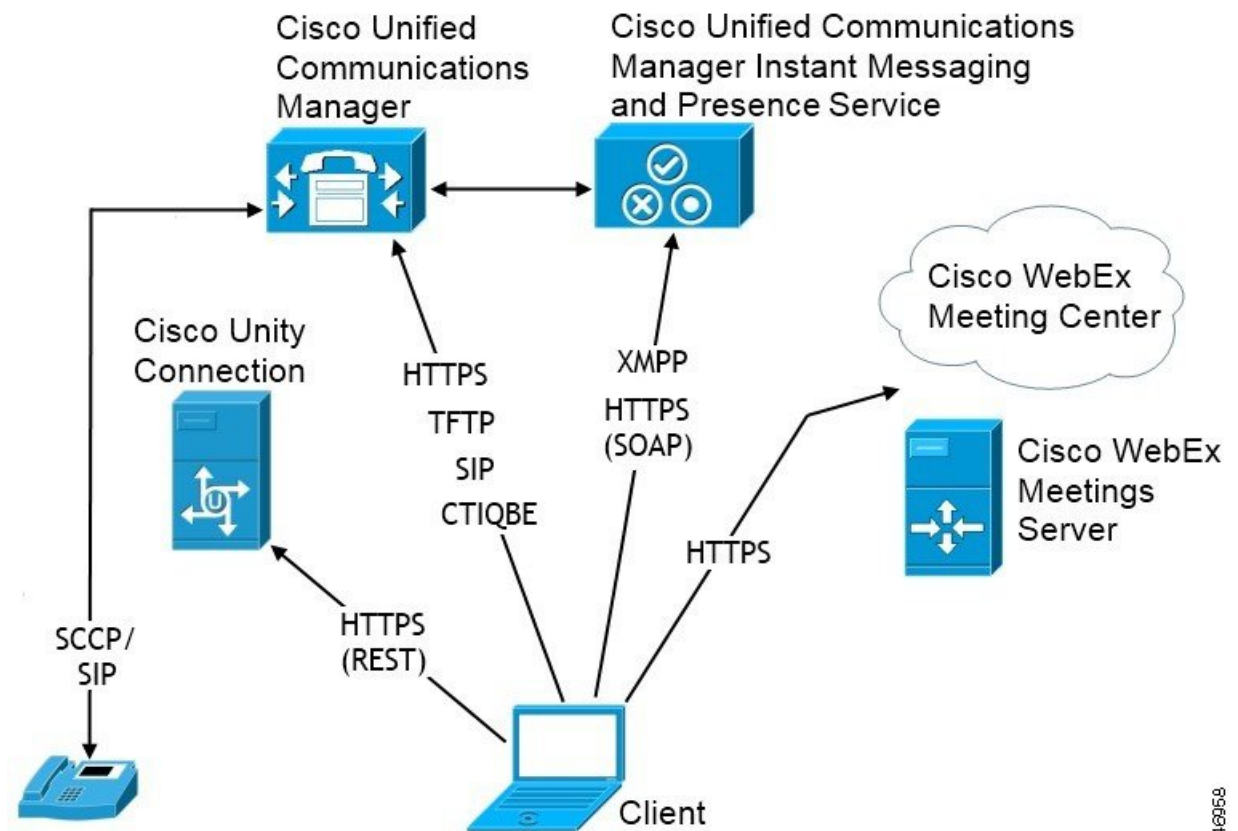 Cisco Unified
Communications
Manager
Cisco Unified Communications
Manager Instant Messaging
and Presence Service
Cisco WebEx
Meeting Center
Cisco Unity
Connection
HTTPS
TFTP
SIP
CTIQBE
XMPP
HTTPS
(SOAP)
Cisco WebEx
Meetings
Server
HTTPS
U
SCCP/
SIP
HTTPS
(REST)
Client